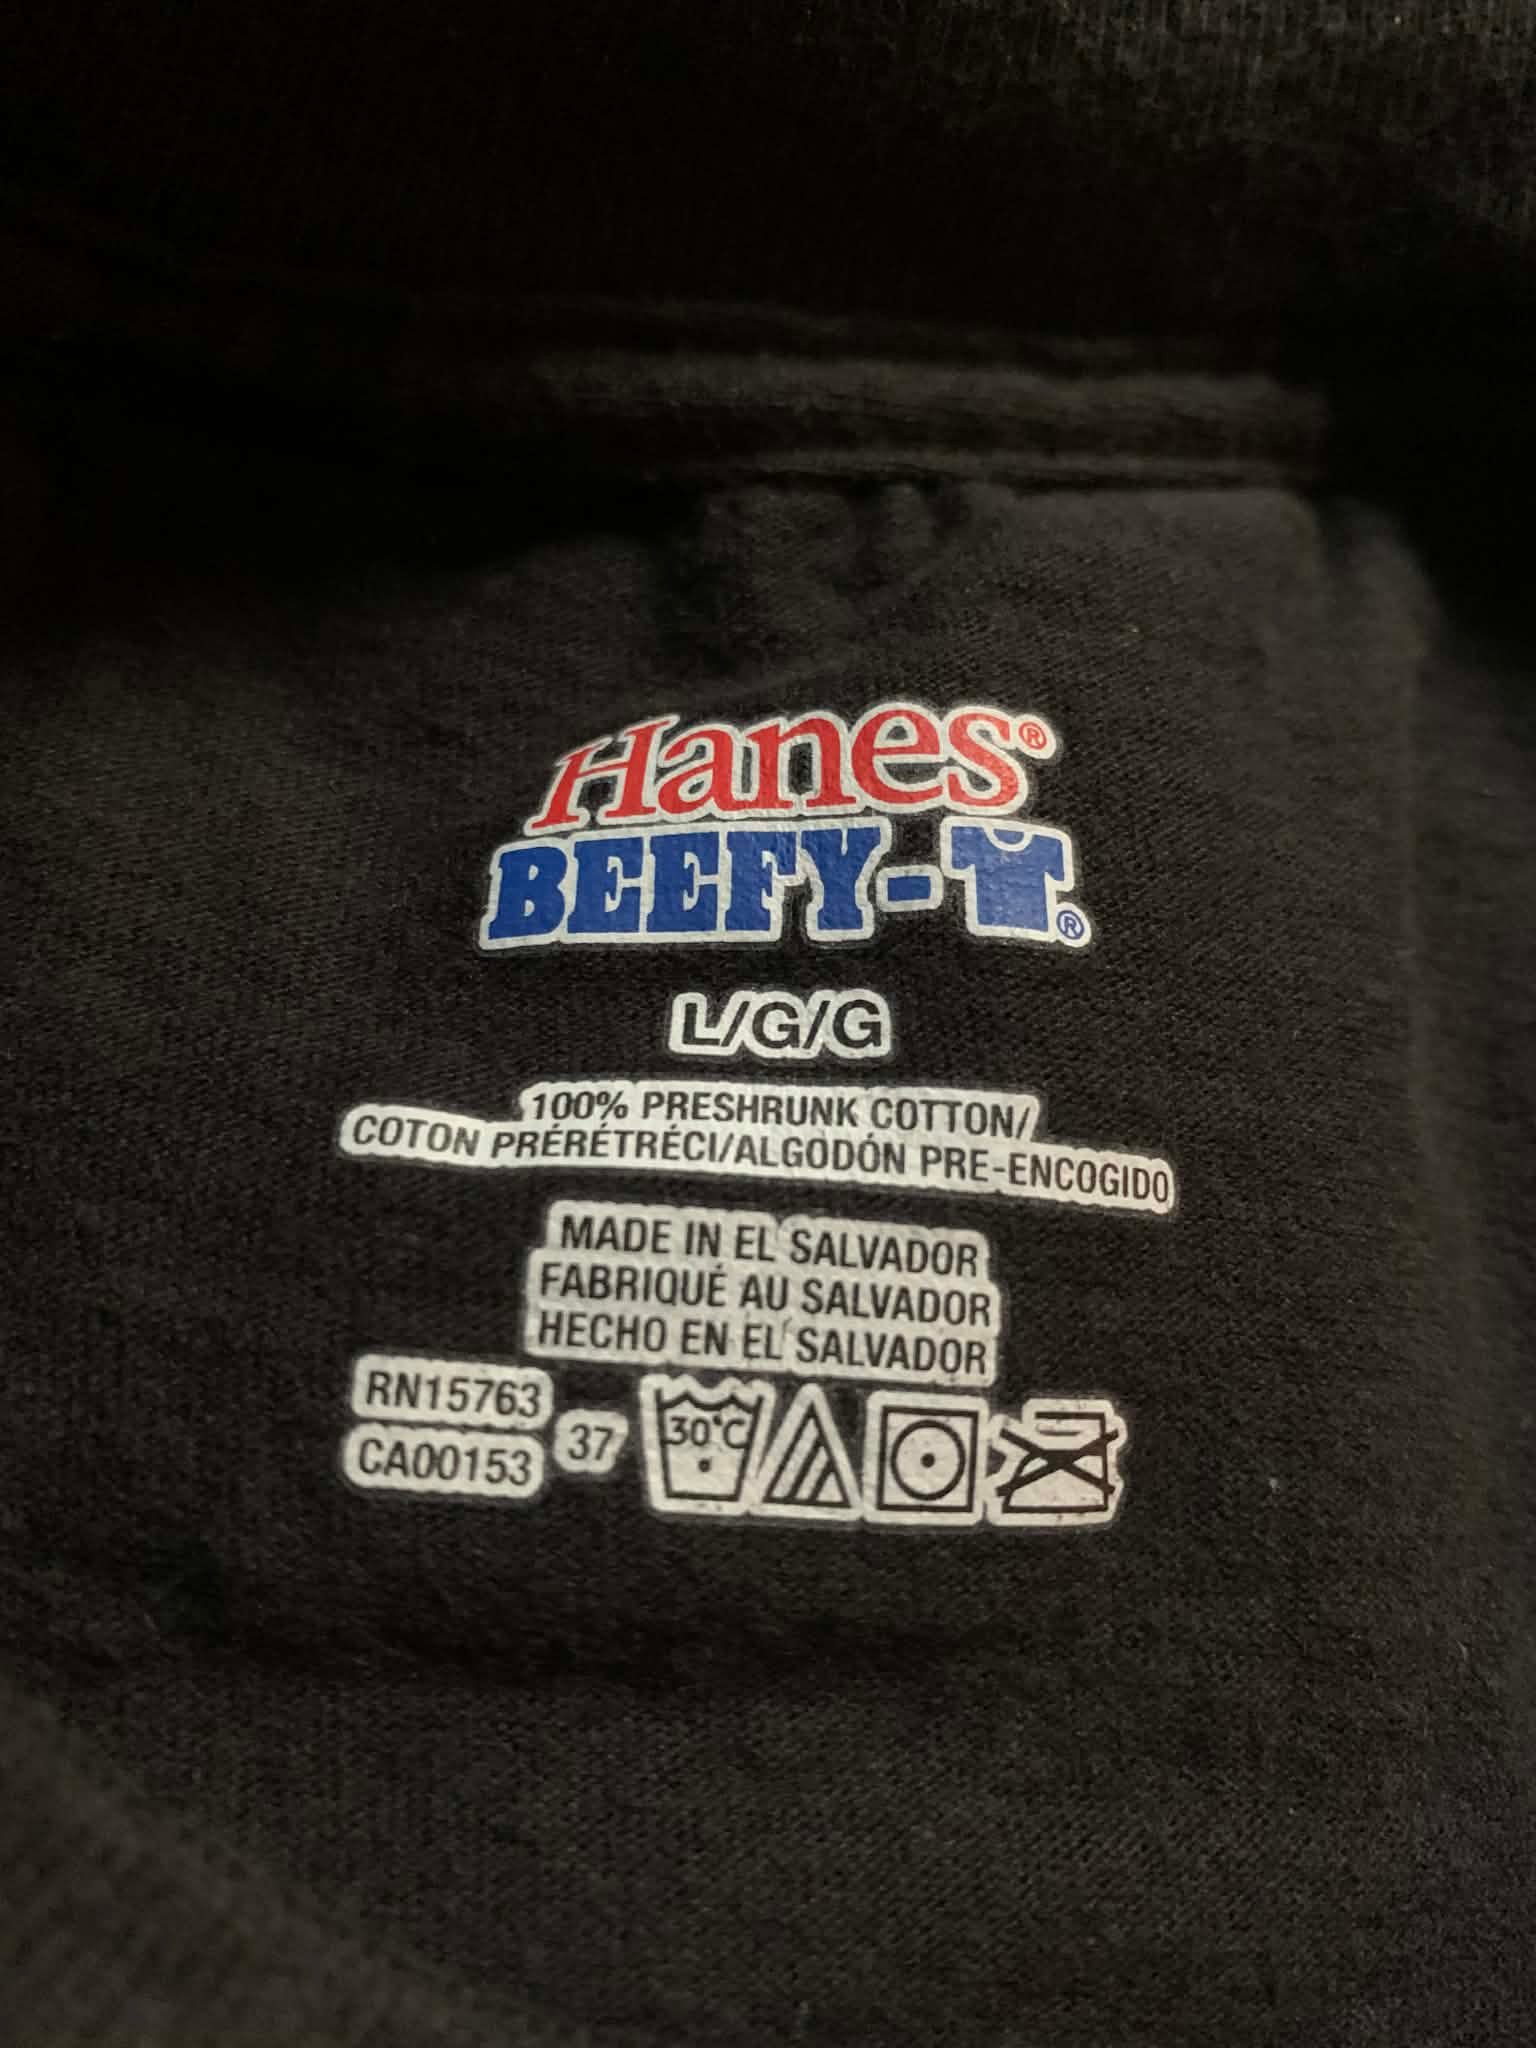 Hanes®
BEEFY-T®
L/G/G
100% PRESHRUNK COTTON/
COTON PRÉRÉTRÉCI/ALGODÓN PRE-ENCOGIDO
MADE IN EL SALVADOR
FABRIQUÉ AU SALVADOR
HECHO EN EL SALVADOR
RN15763
CA00153
37
30°C